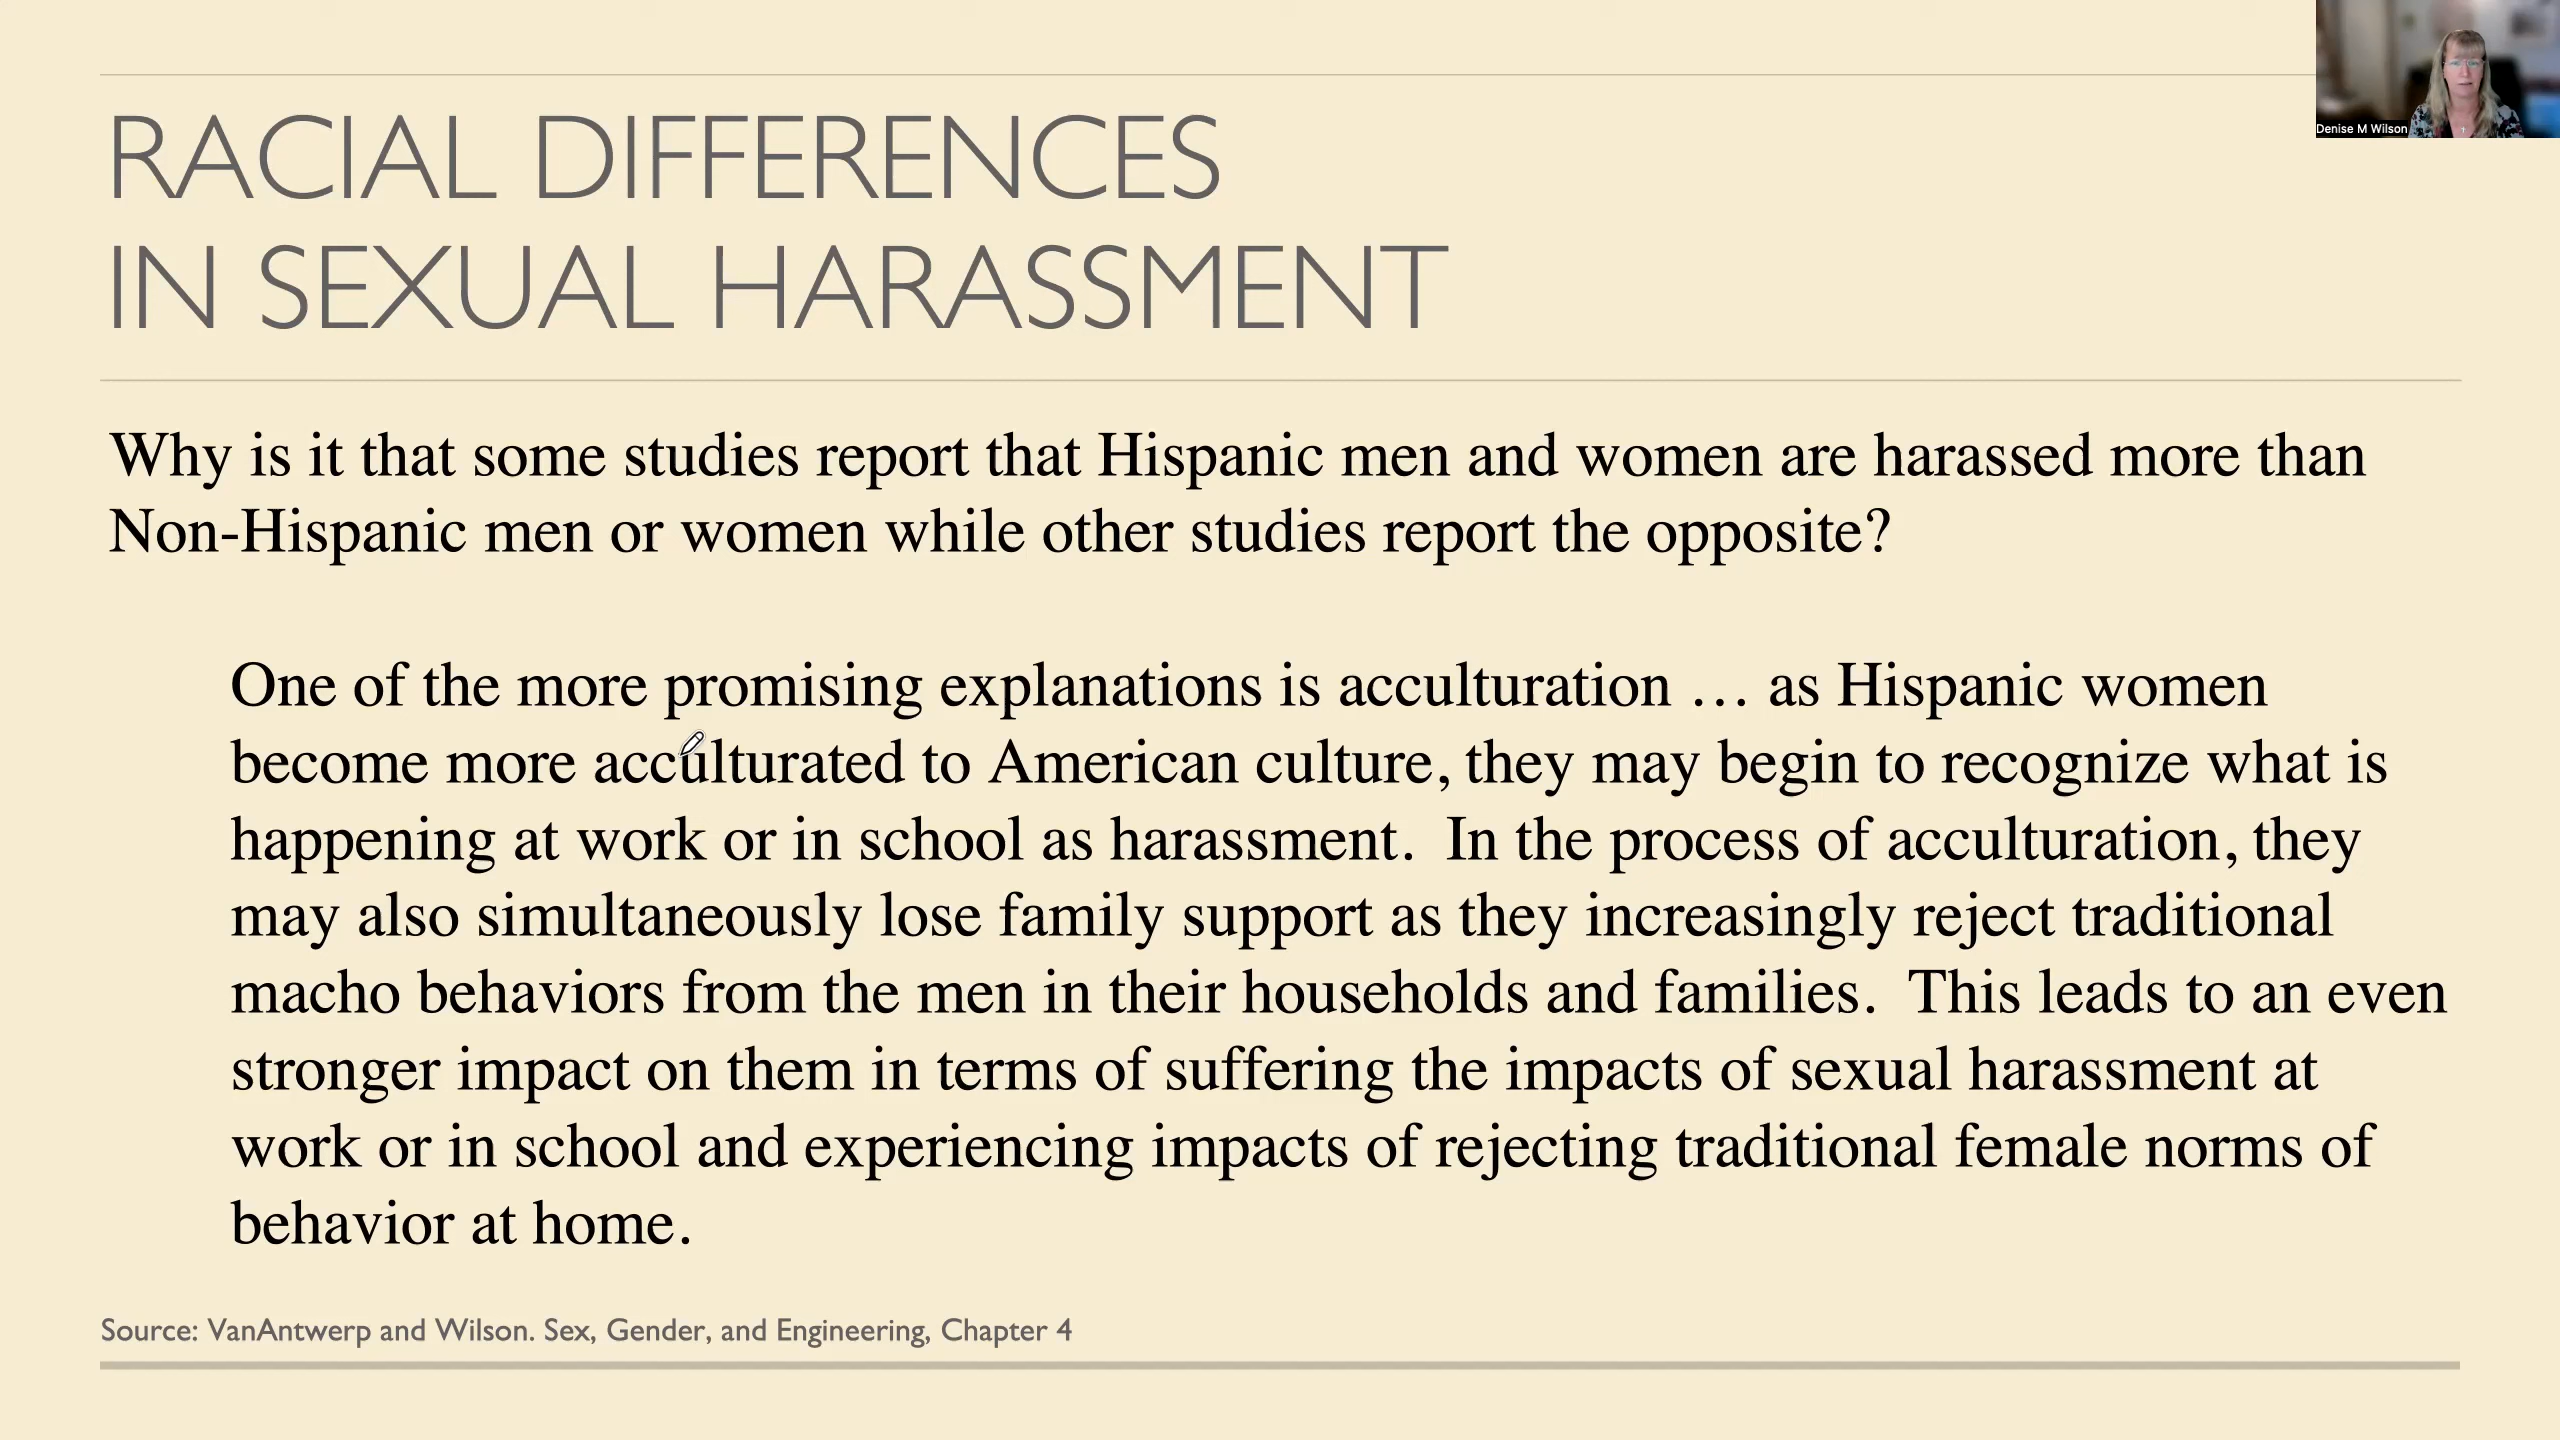 Denise M Wilson
RACIAL DIFFERENCES
IN SEXUAL HARASSMENT
Why is it that some studies report that Hispanic men and women are harassed more than
Non-Hispanic men or women while other studies report the opposite?
One of the more promising explanations is acculturation … as Hispanic women
become more acculturated to American culture, they may begin to recognize what is
happening at work or in school as harassment.  In the process of acculturation, they
may also simultaneously lose family support as they increasingly reject traditional
macho behaviors from the men in their households and families.  This leads to an even
stronger impact on them in terms of suffering the impacts of sexual harassment at
work or in school and experiencing impacts of rejecting traditional female norms of
behavior at home.
Source: VanAntwerp and Wilson. Sex, Gender, and Engineering, Chapter 4